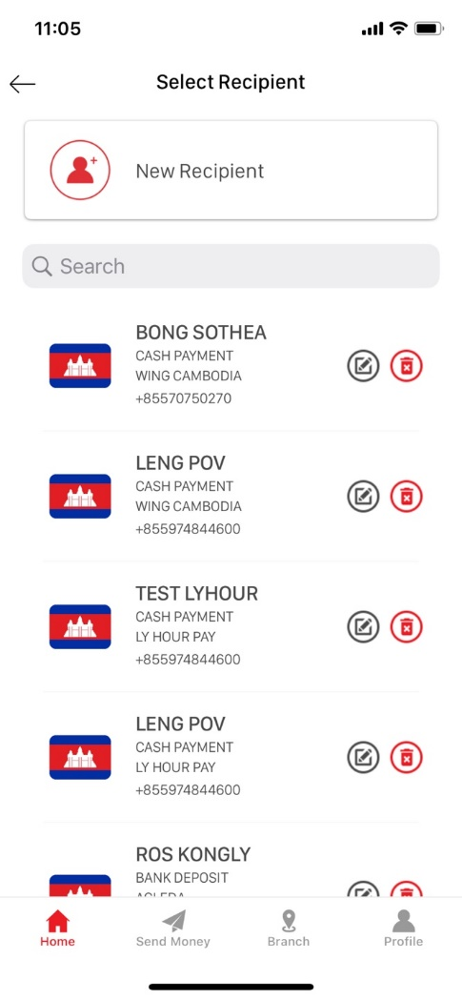 11:05
Select Recipient
New Recipient
Search
BONG SOTHEA
CASH PAYMENT
WING CAMBODIA
+85570750270
LENG POV
CASH PAYMENT
WING CAMBODIA
+855974844600
TEST LYHOUR
CASH PAYMENT
LY HOUR PAY
+855974844600
LENG POV
CASH PAYMENT
LY HOUR PAY
+855974844600
ROS KONGLY
BANK DEPOSIT
Home
Send Money
Branch
Profile